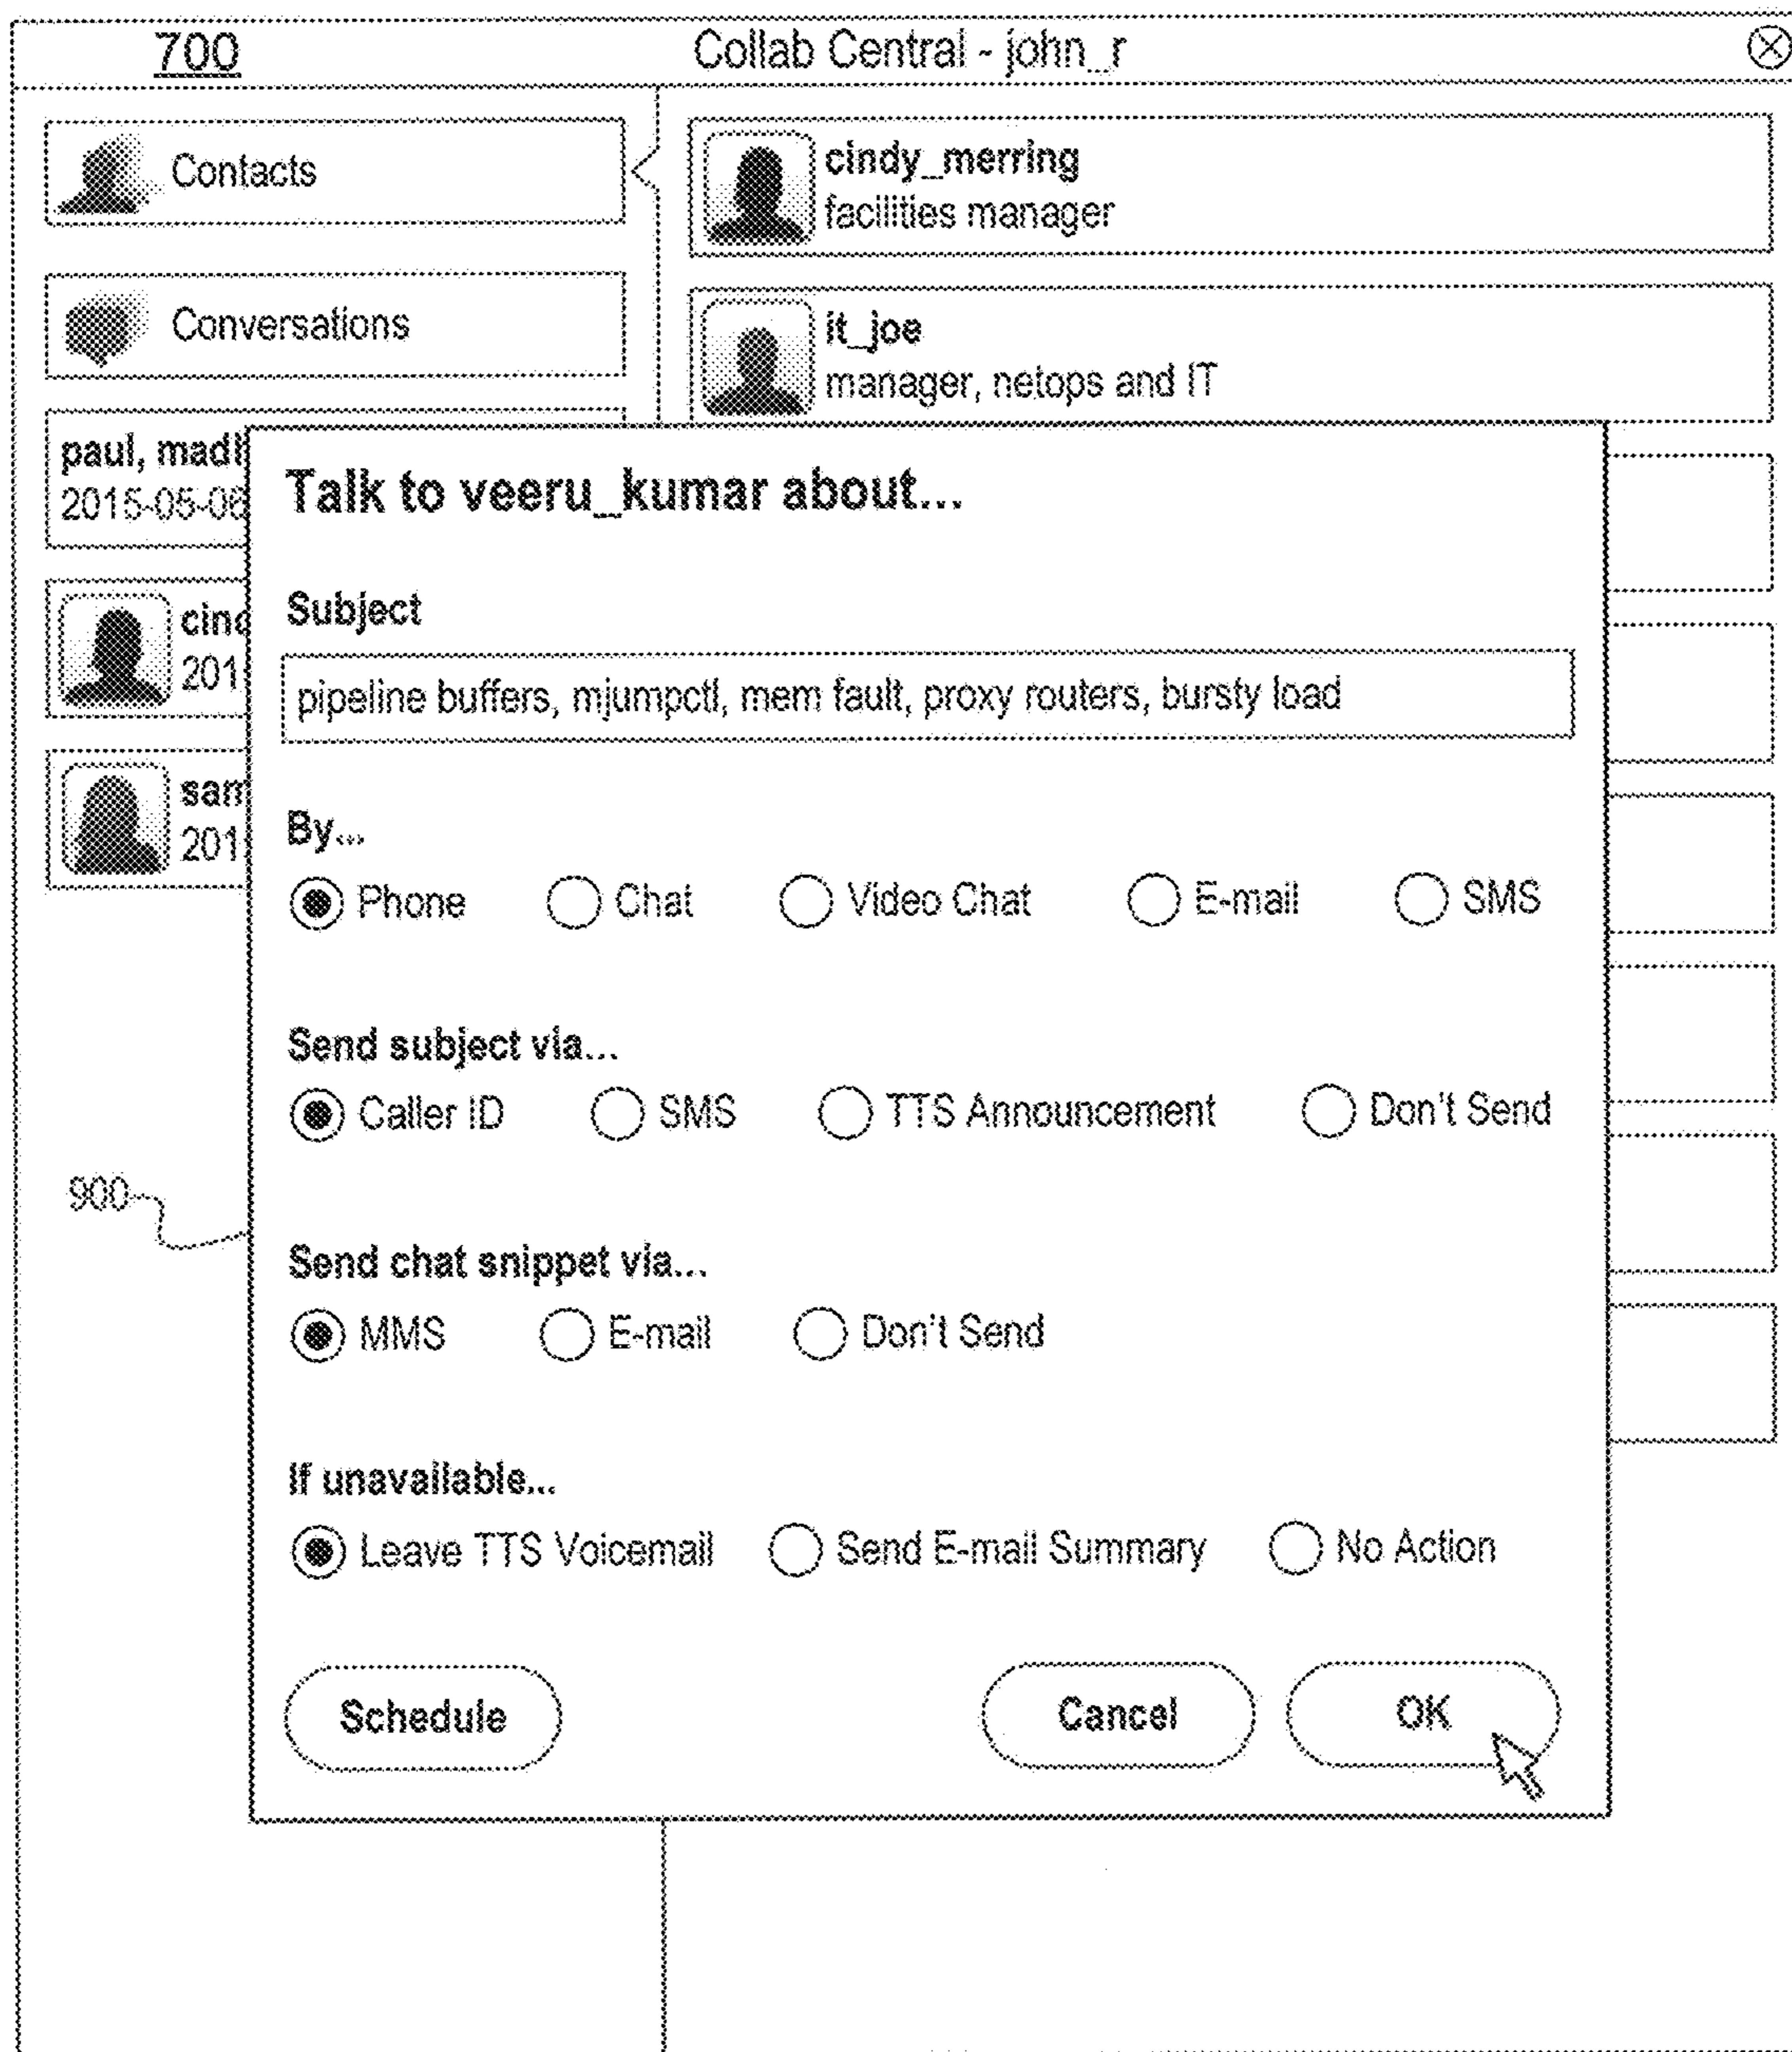 700
Collab Central - john_r
Contacts
cindy_merring
facilities manager
Conversations
it_joe
manager, netops and IT
paul, madl
2015-05-06
Talk to veeru_kumar about...
cind
201
Subject
pipeline buffers, mjumpctl, mem fault, proxy routers, bursty load
sam
201
By...
Phone Chat Video Chat E-mail SMS
Send subject via...
Caller ID SMS TTS Announcement Don't Send
900
Send chat snippet via...
MMS E-mail Don't Send
If unavailable...
Leave TTS Voicemail Send E-mail Summary No Action
Schedule Cancel OK